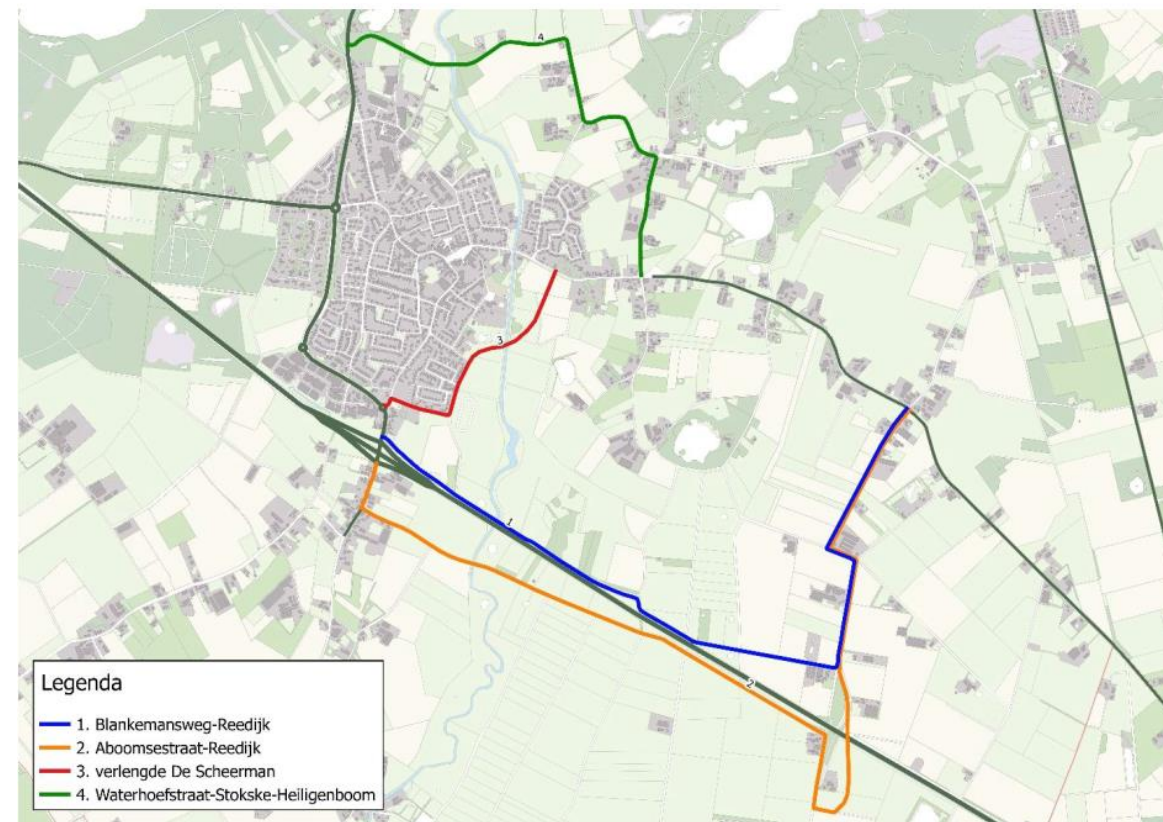 4
3
1
2
Legenda
1. Blankemansweg-Reedijk
2. Aboomsestraat-Reedijk
3. verlengde De Scheerman
4. Waterhoefstraat-Stokske-Heiligenboom